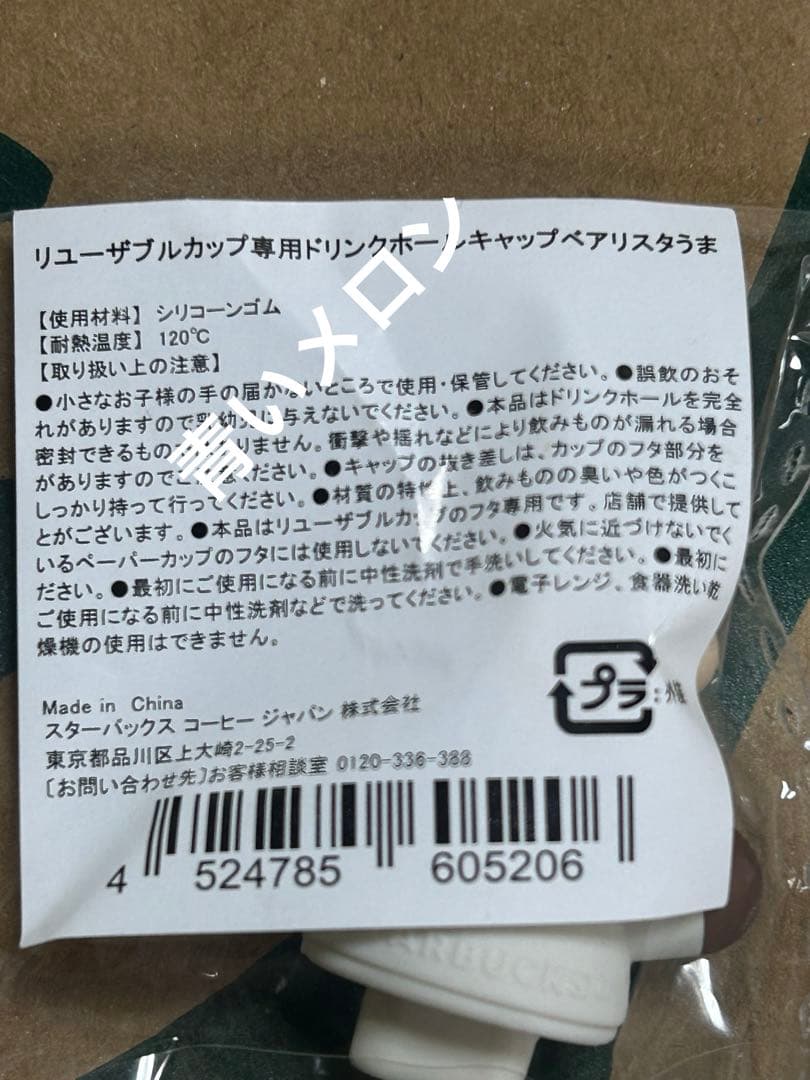 リユーザブルカップ専用ドリンクホールキャップベアリスタうま
【使用材料】 シリコーンゴム
【耐熱温度】 120℃
【取り扱い上の注意】
●小さなお子様の手の届かないところで使用・保管してください。●誤飲のおそ
れがありますので乳幼児に与えないでください。●本品はドリンクホールを完全
密封できるもの りません。衝撃や揺れなどにより飲みものが漏れる場合
がありますのでご ください。●キャップの抜き差しは、カップのフタ部分を
しっかり持って行ってください。●材質の特性上、飲みものの臭いや色がつくこ
とがございます。●本品はリユーザブルカップのフタ専用です。店舗で提供して
いるペーパーカップのフタには使用しないでください。●火気に近づけないでく
ださい。●最初にご使用になる前に中性洗剤で手洗いしてください。●最初に
ご使用になる前に中性洗剤などで洗ってください。●電子レンジ、食器洗い乾
燥機の使用はできません。
プラ
Made in China
スターバックス コーヒー ジャパン 株式会社
東京都品川区上大崎2-25-2
〔お問い合わせ先〕お客様相談室 0120-336-388
4 524785 605206
ARBUCKS
青いメロン